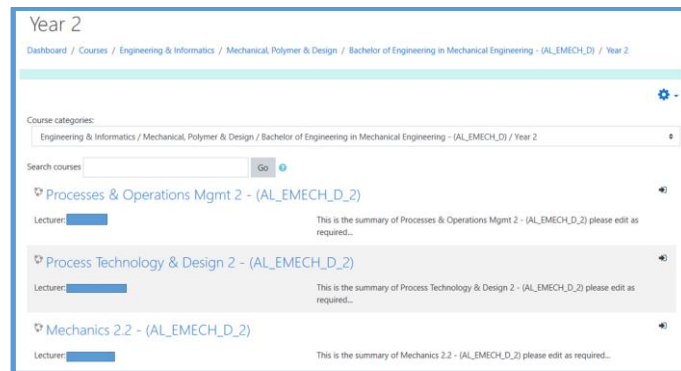 Year 2
Dashboard / Courses / Engineering & Informatics / Mechanical, Polymer & Design / Bachelor of Engineering in Mechanical Engineering - (AL_EMECH_D) / Year 2
Course categories:
Engineering & Informatics / Mechanical, Polymer & Design / Bachelor of Engineering in Mechanical Engineering - (AL_EMECH_D) / Year 2
Search courses Go
Processes & Operations Mgmt 2 - (AL_EMECH_D_2)
Lecturer: This is the summary of Processes & Operations Mgmt 2 - (AL_EMECH_D_2) please edit as
required...
Process Technology & Design 2 - (AL_EMECH_D_2)
Lecturer: This is the summary of Process Technology & Design 2 - (AL_EMECH_D_2) please edit as
required...
Mechanics 2.2 - (AL_EMECH_D_2)
Lecturer: This is the summary of Mechanics 2.2 - (AL_EMECH_D_2) please edit as required...